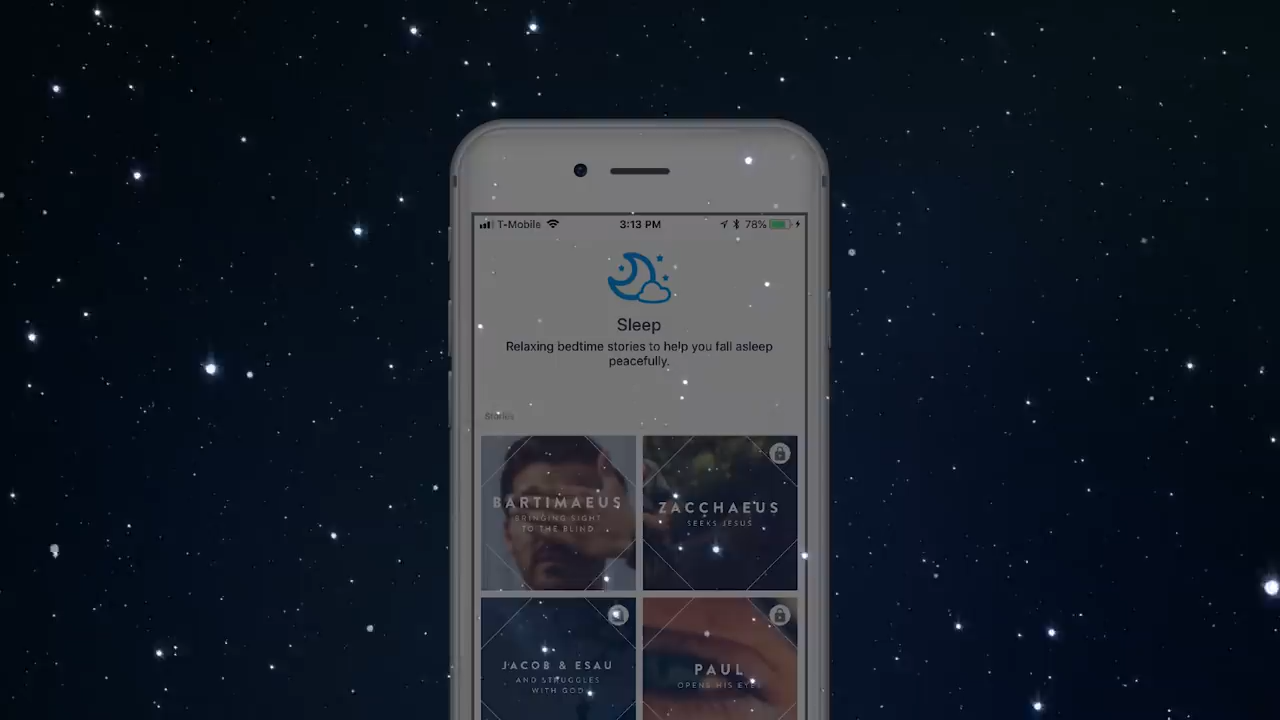 T-Mobile 3:13 PM 78%
Sleep
Relaxing bedtime stories to help you fall asleep
peacefully.
Stories
BARTIMAEUS
BRINGING SIGHT
TO THE BLIND
ZACCHAEUS
SEEKS JESUS
JACOB & ESAU
AND STRUGGLES
WITH GOD
PAUL
OPENS HIS EYES